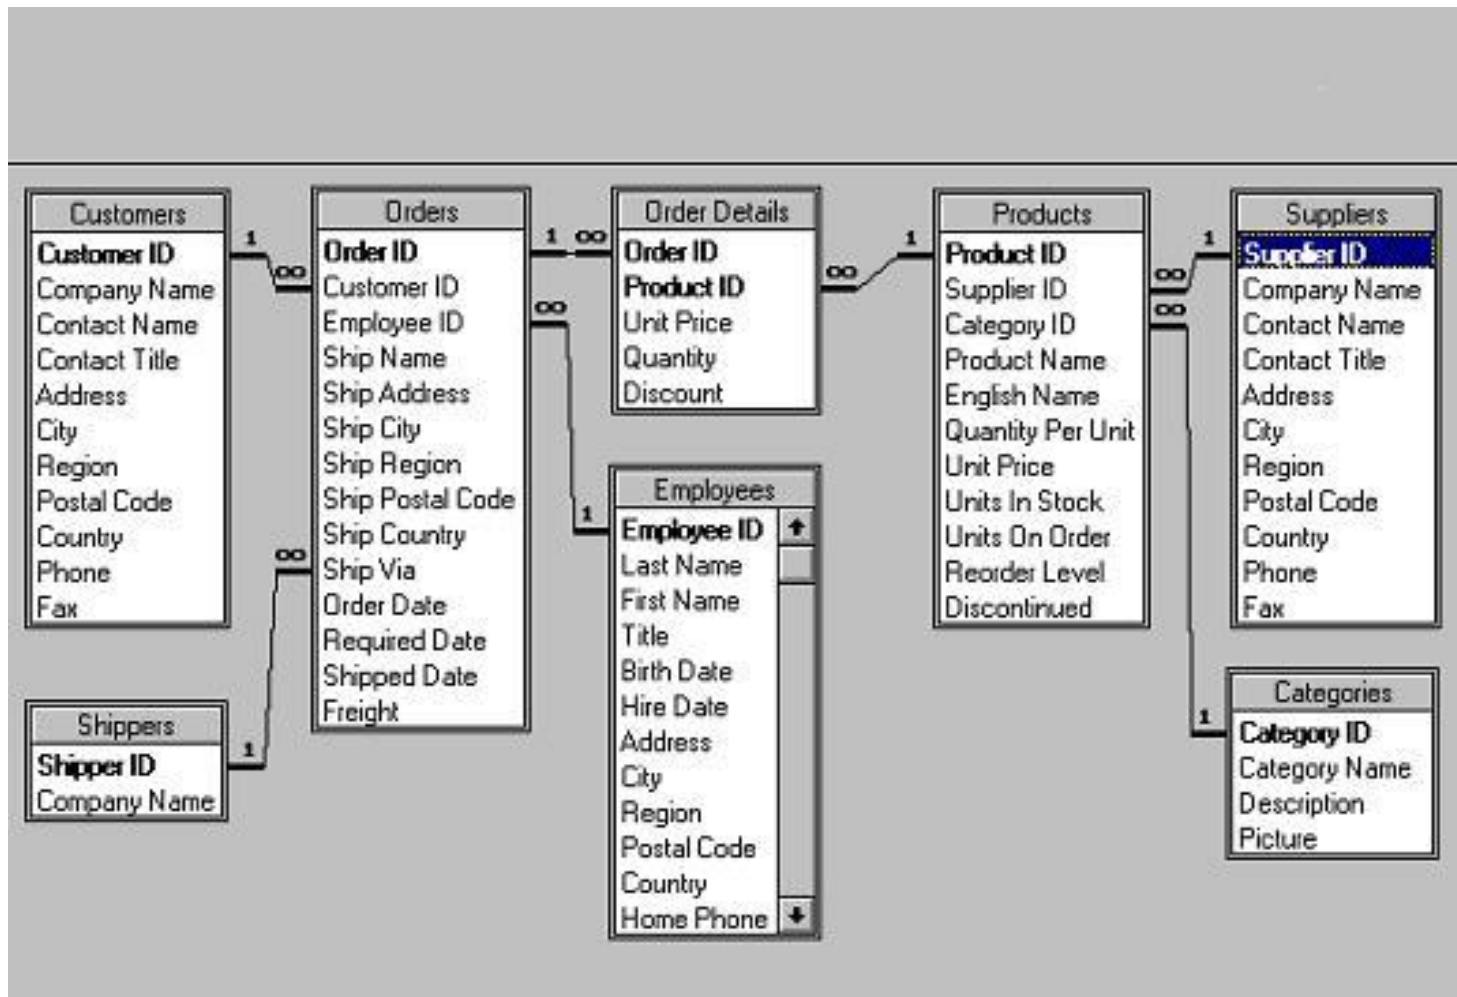 Customers
Customer ID
Company Name
Contact Name
Contact Title
Address
City
Region
Postal Code
Country
Phone
Fax
Shippers
Shipper ID
Company Name
Orders
Order ID
Customer ID
Employee ID
Ship Name
Ship Address
Ship City
Ship Region
Ship Postal Code
Ship Country
Ship Via
Order Date
Required Date
Shipped Date
Freight
Order Details
Order ID
Product ID
Unit Price
Quantity
Discount
Employees
Employee ID
Last Name
First Name
Title
Birth Date
Hire Date
Address
City
Region
Postal Code
Country
Home Phone
Products
Product ID
Supplier ID
Category ID
Product Name
English Name
Quantity Per Unit
Unit Price
Units In Stock
Units On Order
Reorder Level
Discontinued
Suppliers
Supplier ID
Company Name
Contact Name
Contact Title
Address
City
Region
Postal Code
Country
Phone
Fax
Categories
Category ID
Category Name
Description
Picture
1
∞
1
∞
1
∞
∞
1
∞
1
∞
1
∞
1